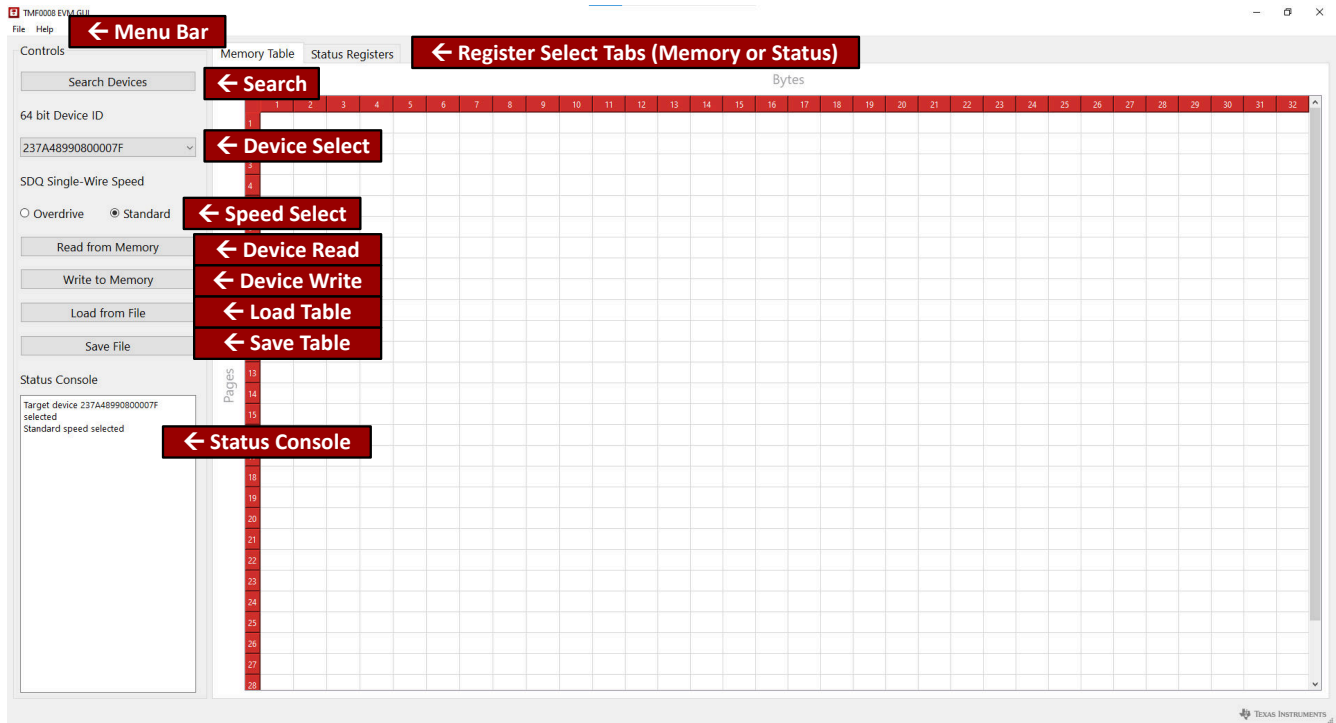 TMF0008 EVM GUI
File Help
← Menu Bar
Controls
Memory Table Status Registers
← Register Select Tabs (Memory or Status)
Search Devices
← Search
Bytes
1 2 3 4 5 6 7 8 9 10 11 12 13 14 15 16 17 18 19 20 21 22 23 24 25 26 27 28 29 30 31 32
64 bit Device ID
1
237A48990800007F
← Device Select
3
SDQ Single-Wire Speed
4
Overdrive Standard
← Speed Select
Read from Memory
← Device Read
Write to Memory
← Device Write
Load from File
← Load Table
Save File
← Save Table
Pages
13
14
15
18
19
20
21
22
23
24
25
26
27
28
Status Console
Target device 237A48990800007F
selected
Standard speed selected
← Status Console
TEXAS INSTRUMENTS